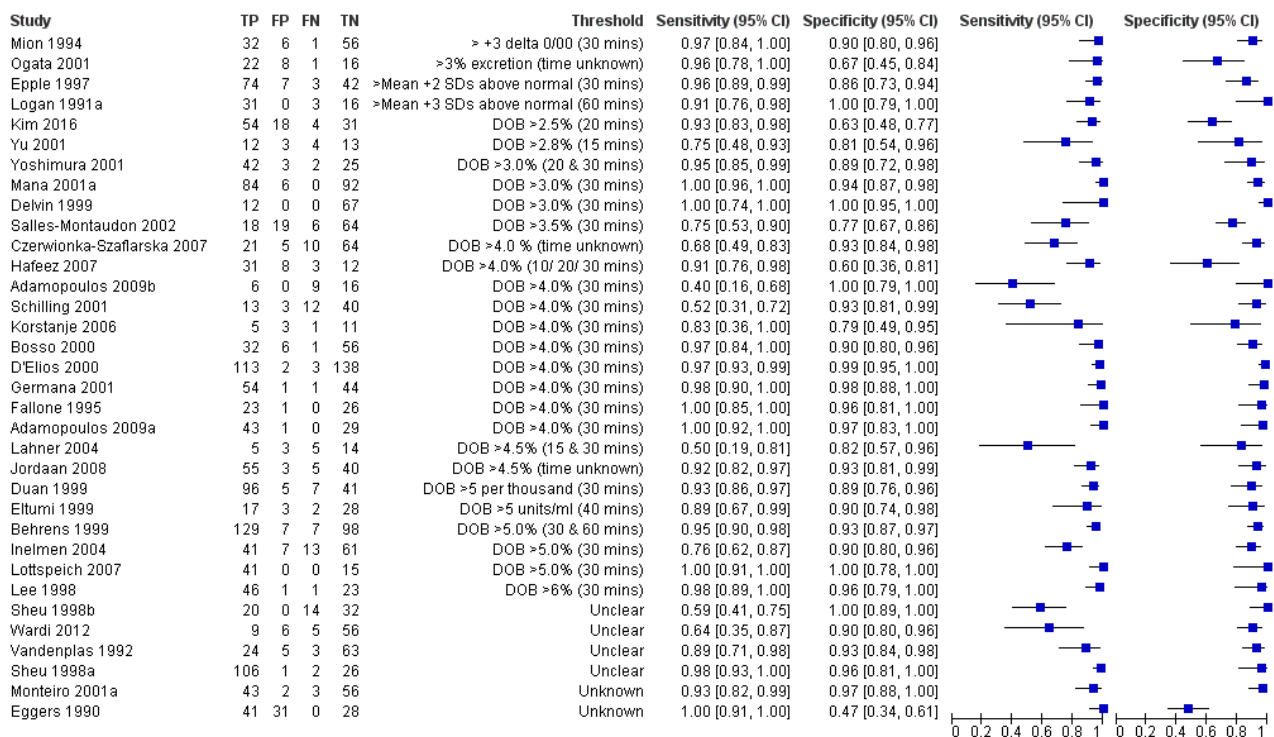 Study TP FP FN TN Threshold Sensitivity (95% CI) Specificity (95% CI) Sensitivity (95% CI) Specificity (95% CI)
Mion 1994 32 6 1 56 > +3 delta 0/00 (30 mins) 0.97 [0.84, 1.00] 0.90 [0.80, 0.96]
Ogata 2001 22 8 1 16 >3% excretion (time unknown) 0.96 [0.78, 1.00] 0.67 [0.45, 0.84]
Epple 1997 74 7 3 42 >Mean +2 SDs above normal (30 mins) 0.96 [0.89, 0.99] 0.86 [0.73, 0.94]
Logan 1991a 31 0 3 16 >Mean +3 SDs above normal (60 mins) 0.91 [0.76, 0.98] 1.00 [0.79, 1.00]
Kim 2016 54 18 4 31 DOB >2.5% (20 mins) 0.93 [0.83, 0.98] 0.63 [0.48, 0.77]
Yu 2001 12 3 4 13 DOB >2.8% (15 mins) 0.75 [0.48, 0.93] 0.81 [0.54, 0.96]
Yoshimura 2001 42 3 2 25 DOB >3.0% (20 & 30 mins) 0.95 [0.85, 0.99] 0.89 [0.72, 0.98]
Mana 2001a 84 6 0 92 DOB >3.0% (30 mins) 1.00 [0.96, 1.00] 0.94 [0.87, 0.98]
Delvin 1999 12 0 0 67 DOB >3.0% (30 mins) 1.00 [0.74, 1.00] 1.00 [0.95, 1.00]
Salles-Montaudon 2002 18 19 6 64 DOB >3.5% (30 mins) 0.75 [0.53, 0.90] 0.77 [0.67, 0.86]
Czerwionka-Szaflarska 2007 21 5 10 64 DOB >4.0 % (time unknown) 0.68 [0.49, 0.83] 0.93 [0.84, 0.98]
Hafeez 2007 31 8 3 12 DOB >4.0% (10/ 20/ 30 mins) 0.91 [0.76, 0.98] 0.60 [0.36, 0.81]
Adamopoulos 2009b 6 0 9 16 DOB >4.0% (30 mins) 0.40 [0.16, 0.68] 1.00 [0.79, 1.00]
Schilling 2001 13 3 12 40 DOB >4.0% (30 mins) 0.52 [0.31, 0.72] 0.93 [0.81, 0.99]
Korstanje 2006 5 3 1 11 DOB >4.0% (30 mins) 0.83 [0.36, 1.00] 0.79 [0.49, 0.95]
Bosso 2000 32 6 1 56 DOB >4.0% (30 mins) 0.97 [0.84, 1.00] 0.90 [0.80, 0.96]
D'Elios 2000 113 2 3 138 DOB >4.0% (30 mins) 0.97 [0.93, 0.99] 0.99 [0.95, 1.00]
Germana 2001 54 1 1 44 DOB >4.0% (30 mins) 0.98 [0.90, 1.00] 0.98 [0.88, 1.00]
Fallone 1995 23 1 0 26 DOB >4.0% (30 mins) 1.00 [0.85, 1.00] 0.96 [0.81, 1.00]
Adamopoulos 2009a 43 1 0 29 DOB >4.0% (30 mins) 1.00 [0.92, 1.00] 0.97 [0.83, 1.00]
Lahner 2004 5 3 5 14 DOB >4.5% (15 & 30 mins) 0.50 [0.19, 0.81] 0.82 [0.57, 0.96]
Jordaan 2008 55 3 5 40 DOB >4.5% (time unknown) 0.92 [0.82, 0.97] 0.93 [0.81, 0.99]
Duan 1999 96 5 7 41 DOB >5 per thousand (30 mins) 0.93 [0.86, 0.97] 0.89 [0.76, 0.96]
Eltumi 1999 17 3 2 28 DOB >5 units/ml (40 mins) 0.89 [0.67, 0.99] 0.90 [0.74, 0.98]
Behrens 1999 129 7 7 98 DOB >5.0% (30 & 60 mins) 0.95 [0.90, 0.98] 0.93 [0.87, 0.97]
Inelmen 2004 41 7 13 61 DOB >5.0% (30 mins) 0.76 [0.62, 0.87] 0.90 [0.80, 0.96]
Lottspeich 2007 41 0 0 15 DOB >5.0% (30 mins) 1.00 [0.91, 1.00] 1.00 [0.78, 1.00]
Lee 1998 46 1 1 23 DOB >6% (30 mins) 0.98 [0.89, 1.00] 0.96 [0.79, 1.00]
Sheu 1998b 20 0 14 32 Unclear 0.59 [0.41, 0.75] 1.00 [0.89, 1.00]
Wardi 2012 9 6 5 56 Unclear 0.64 [0.35, 0.87] 0.90 [0.80, 0.96]
Vandenplas 1992 24 5 3 63 Unclear 0.89 [0.71, 0.98] 0.93 [0.84, 0.98]
Sheu 1998a 106 1 2 26 Unclear 0.98 [0.93, 1.00] 0.96 [0.81, 1.00]
Monteiro 2001a 43 2 3 56 Unknown 0.93 [0.82, 0.99] 0.97 [0.88, 1.00]
Eggers 1990 41 31 0 28 Unknown 1.00 [0.91, 1.00] 0.47 [0.34, 0.61]
0 0.2 0.4 0.6 0.8 1 0 0.2 0.4 0.6 0.8 1